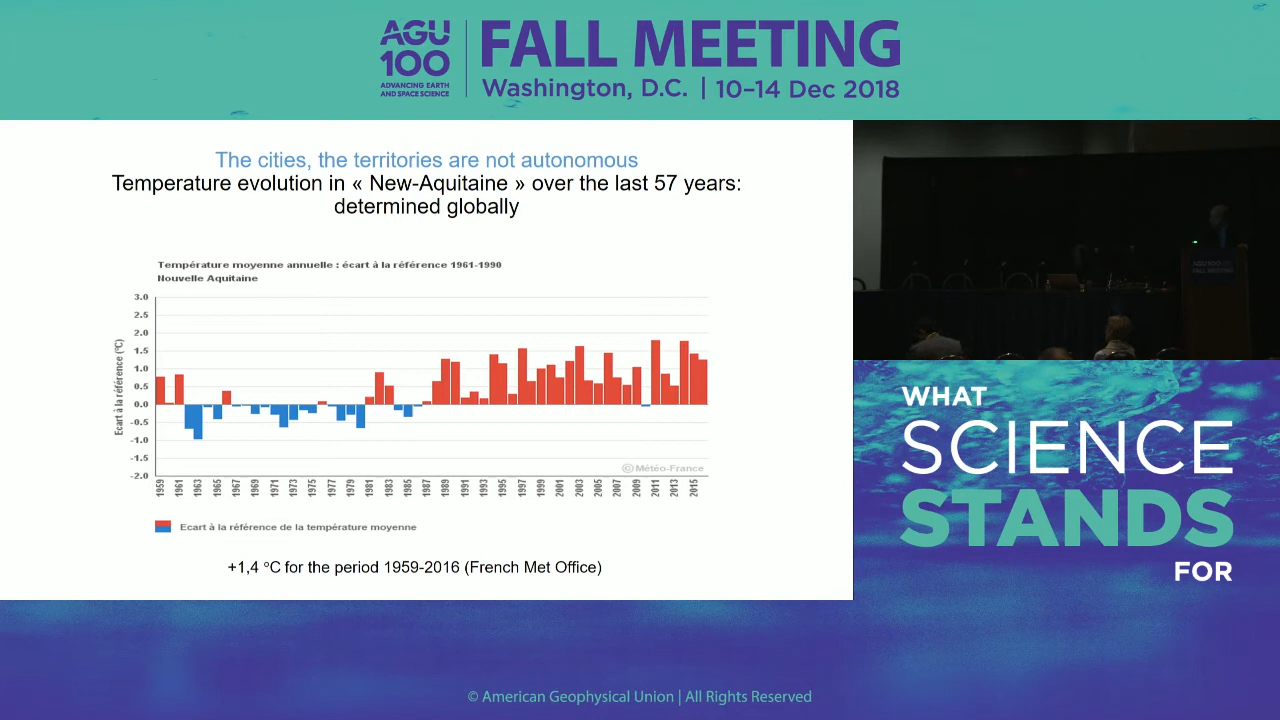 AGU
100
ADVANCING EARTH
AND SPACE SCIENCE
FALL MEETING
Washington, D.C. | 10–14 Dec 2018
The cities, the territories are not autonomous
Temperature evolution in « New-Aquitaine » over the last 57 years:
determined globally
Température moyenne annuelle : écart à la référence 1961-1990
Nouvelle Aquitaine
Ecart à la référence (°C)
3.0
2.5
2.0
1.5
1.0
0.5
0.0
-0.5
-1.0
-1.5
-2.0
© Météo-France
1959 1961 1963 1965 1967 1969 1971 1973 1975 1977 1979 1981 1983 1985 1987 1989 1991 1993 1995 1997 1999 2001 2003 2005 2007 2009 2011 2013 2015
Ecart à la référence de la température moyenne
+1,4 °C for the period 1959-2016 (French Met Office)
AGU 100
FALL MEETING
WHAT
SCIENCE
STANDS
FOR
© American Geophysical Union | All Rights Reserved